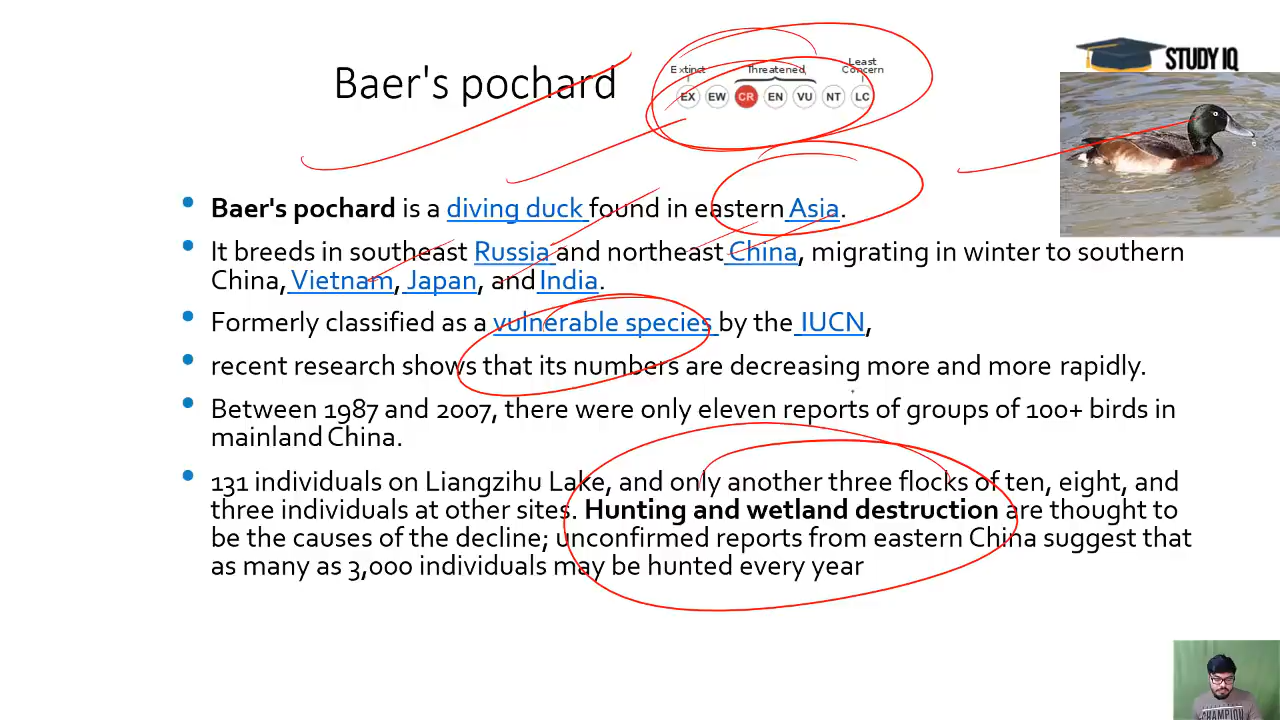 Baer's pochard
Extinct Threatened Least Concern
EX EW CR EN VU NT LC
STUDY IQ
• Baer's pochard is a diving duck found in eastern Asia.
• It breeds in southeast Russia and northeast China, migrating in winter to southern
China, Vietnam, Japan, and India.
• Formerly classified as a vulnerable species by the IUCN,
• recent research shows that its numbers are decreasing more and more rapidly.
• Between 1987 and 2007, there were only eleven reports of groups of 100+ birds in
mainland China.
• 131 individuals on Liangzihu Lake, and only another three flocks of ten, eight, and
three individuals at other sites. Hunting and wetland destruction are thought to
be the causes of the decline; unconfirmed reports from eastern China suggest that
as many as 3,000 individuals may be hunted every year
CHAMPION